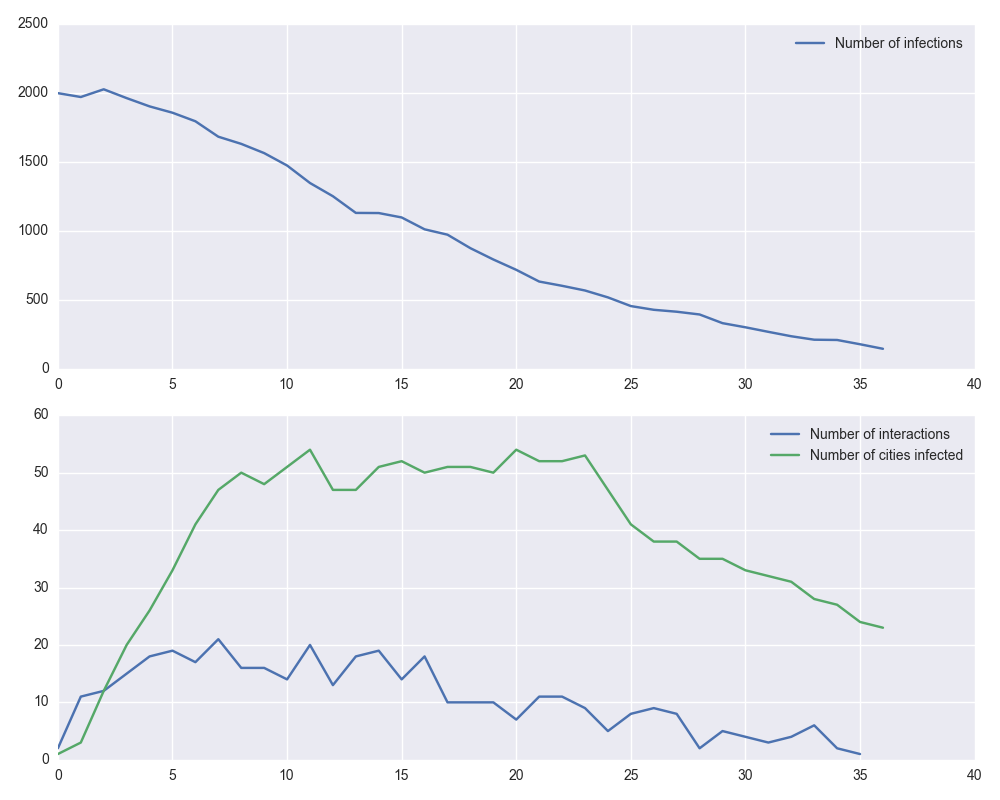 2500
Number of infections
2000
1500
1000
500
0
0 5 10 15 20 25 30 35 40
60
Number of interactions
Number of cities infected
50
40
30
20
10
0
0 5 10 15 20 25 30 35 40